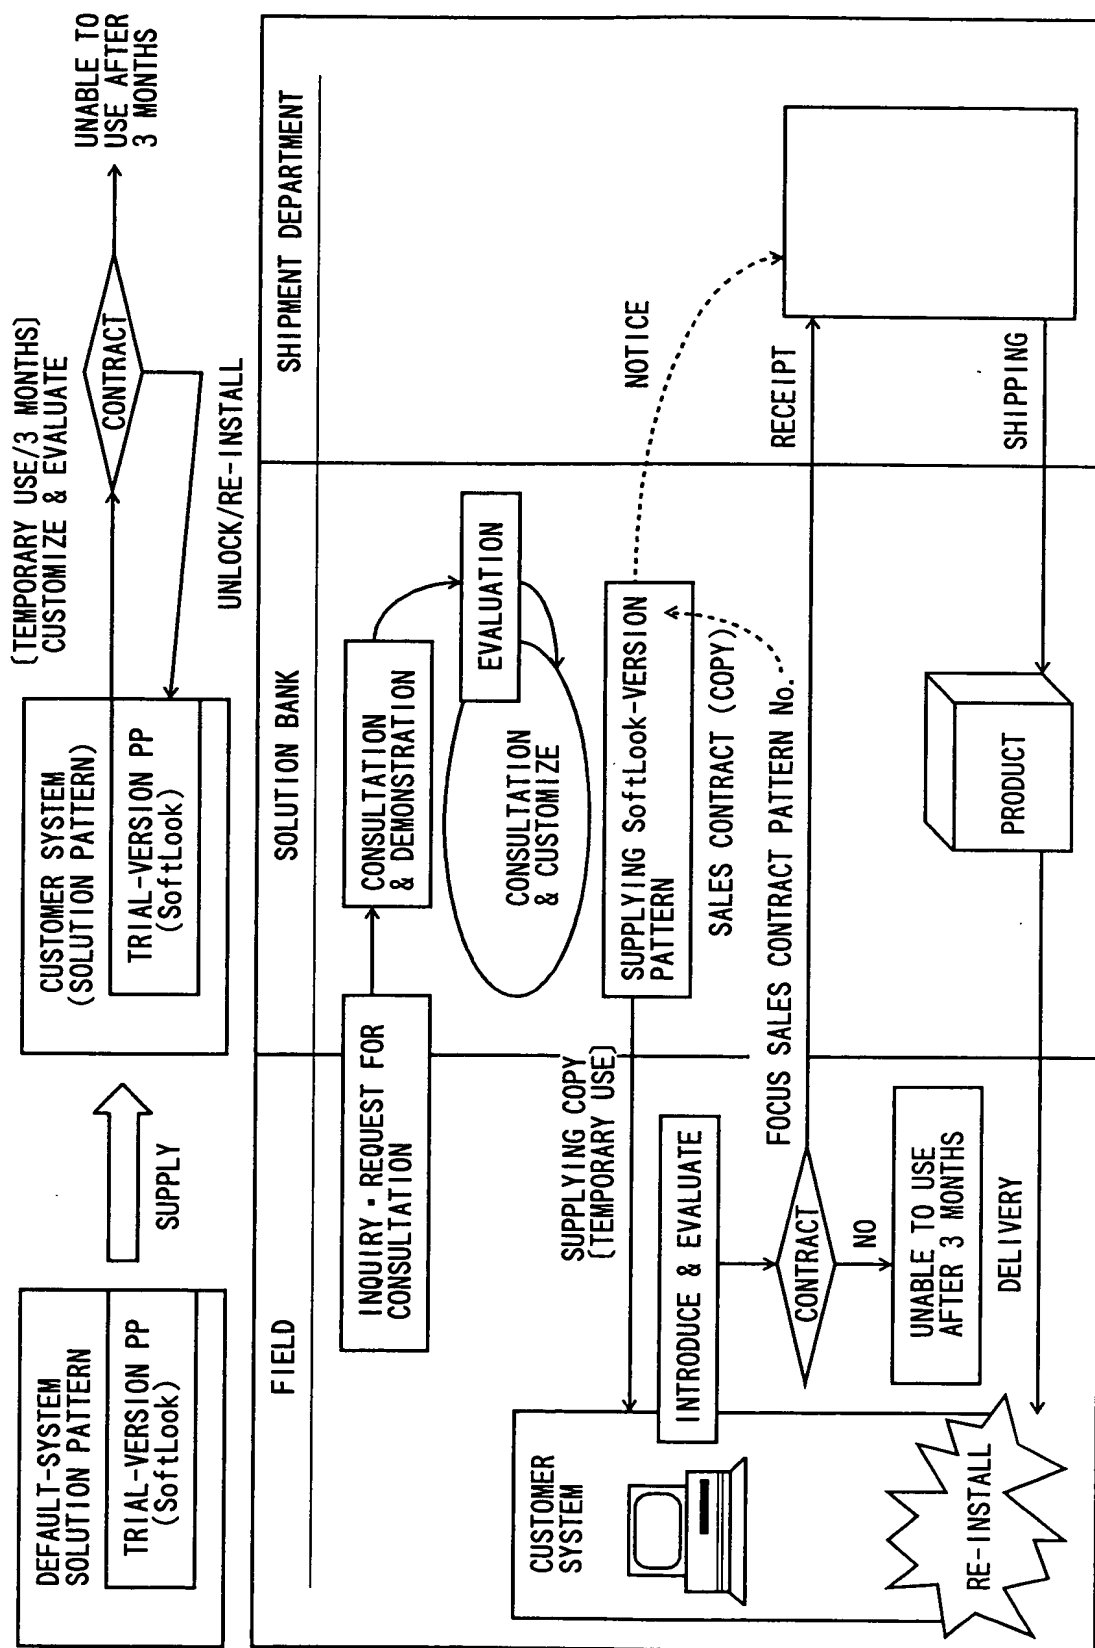 DEFAULT-SYSTEM
SOLUTION PATTERN
TRIAL-VERSION PP
(SoftLook)
SUPPLY
CUSTOMER SYSTEM
(SOLUTION PATTERN)
TRIAL-VERSION PP
(SoftLook)
(TEMPORARY USE/3 MONTHS)
CUSTOMIZE & EVALUATE
CONTRACT
UNABLE TO
USE AFTER
3 MONTHS
UNLOCK/RE-INSTALL
FIELD
SOLUTION BANK
SHIPMENT DEPARTMENT
INQUIRY・REQUEST FOR
CONSULTATION
CONSULTATION
& DEMONSTRATION
EVALUATION
CONSULTATION
& CUSTOMIZE
SUPPLYING COPY
(TEMPORARY USE)
SUPPLYING SoftLook-VERSION
PATTERN
NOTICE
CUSTOMER
SYSTEM
INTRODUCE & EVALUATE
SALES CONTRACT (COPY)
FOCUS SALES CONTRACT PATTERN No.
RECEIPT
CONTRACT
NO
UNABLE TO USE
AFTER 3 MONTHS
DELIVERY
PRODUCT
SHIPPING
RE-INSTALL